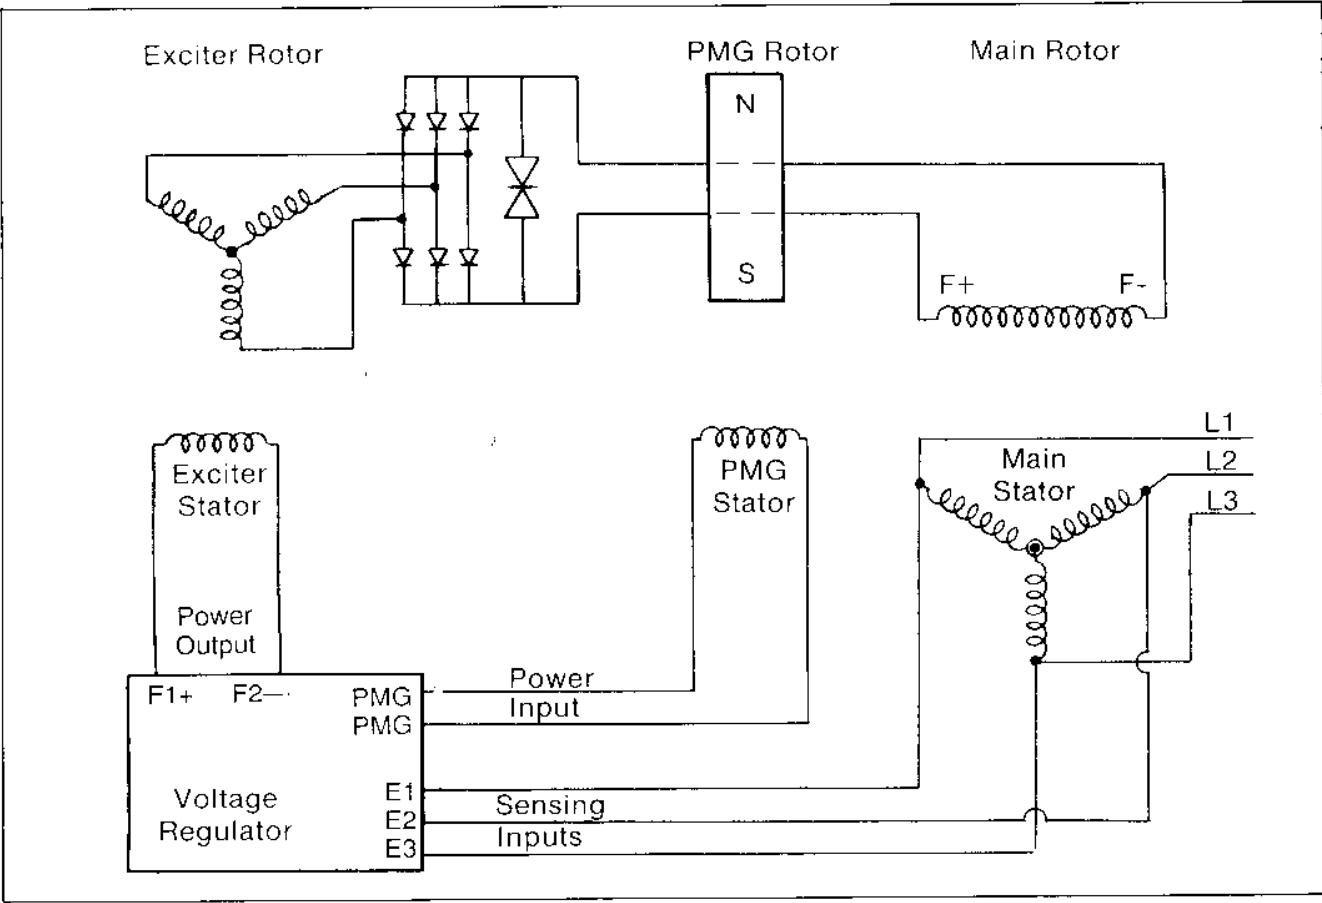 Exciter Rotor
PMG Rotor
Main Rotor
N
S
F+
F-
L1
L2
L3
Exciter
Stator
PMG
Stator
Main
Stator
Power
Output
F1+
F2—
PMG
PMG
Power
Input
Voltage
Regulator
E1
E2
E3
Sensing
Inputs